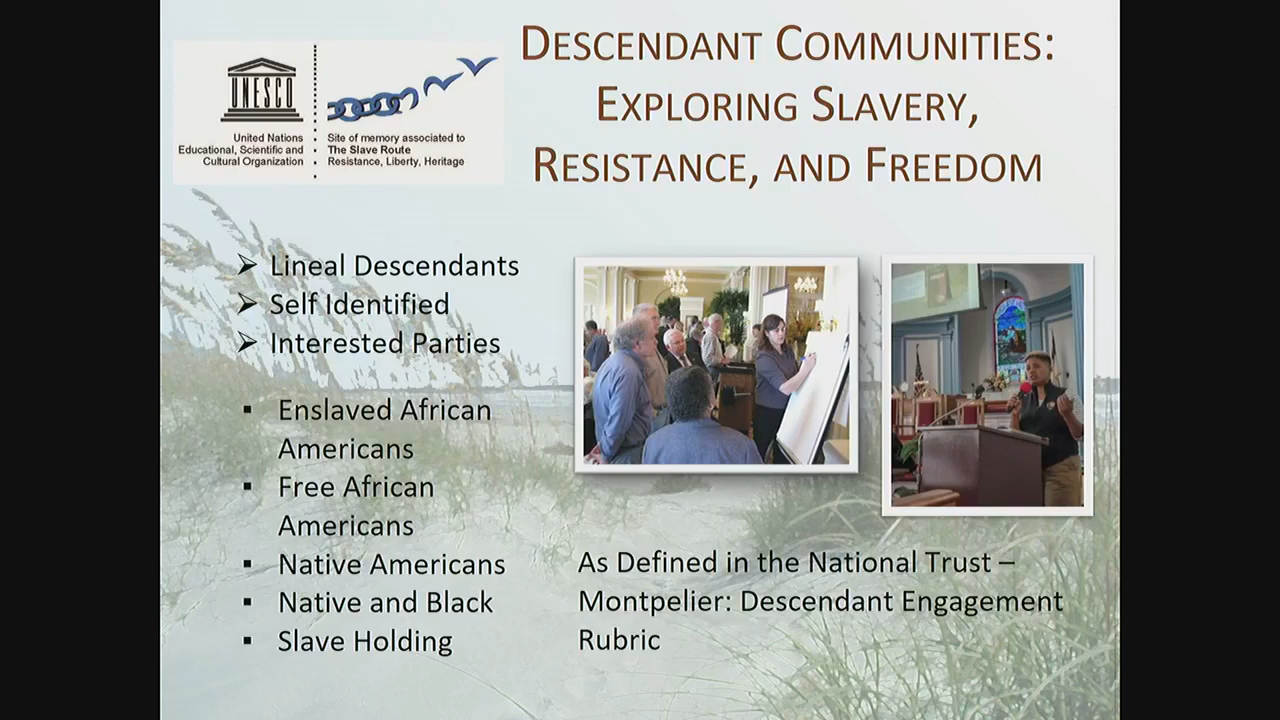 DESCENDANT COMMUNITIES:
EXPLORING SLAVERY,
RESISTANCE, AND FREEDOM
UNESCO
United Nations
Educational, Scientific and
Cultural Organization
Site of memory associated to
The Slave Route
Resistance, Liberty, Heritage
Lineal Descendants
Self Identified
Interested Parties
Enslaved African
Americans
Free African
Americans
Native Americans
Native and Black
Slave Holding
As Defined in the National Trust –
Montpelier: Descendant Engagement
Rubric